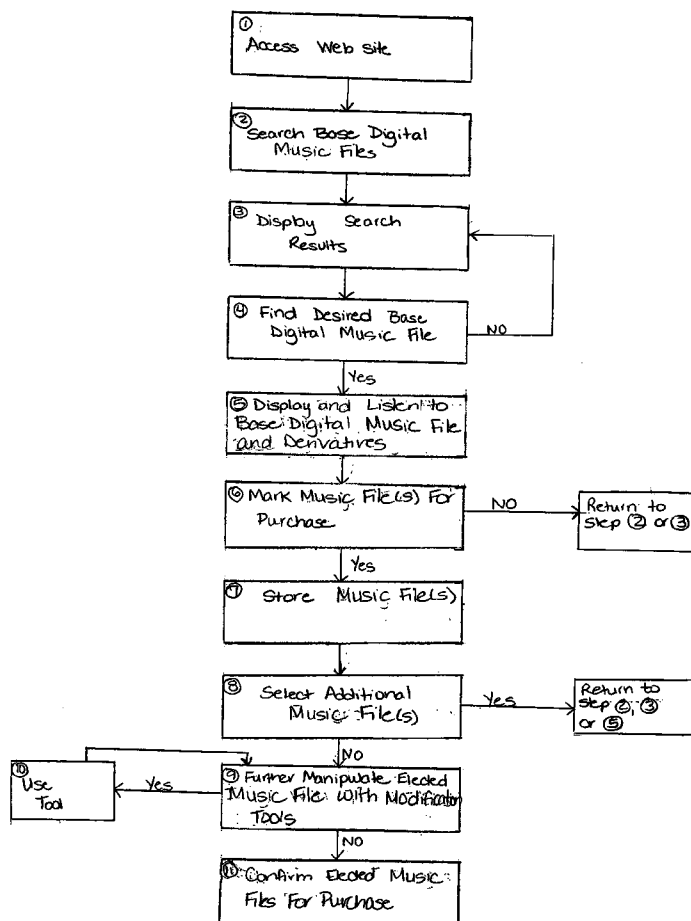 ①
Access Web site
②
Search Base Digital
Music Files
③
Display Search
Results
④ Find Desired Base
Digital Music File
NO
Yes
⑤ Display and Listen to
Base Digital Music File
and Derivatives
⑥ Mark Music File(s) For
Purchase
NO
Return to
step ② or ③
Yes
⑦
Store Music File(s)
⑧
Select Additional
Music File(s)
Yes
Return to
step ②, ③
or ⑤
NO
⑩
Use
Tool
Yes
⑨ Further Manipulate Elected
Music File With Modification
Tools
NO
⑪ Confirm Elected Music
Files For Purchase